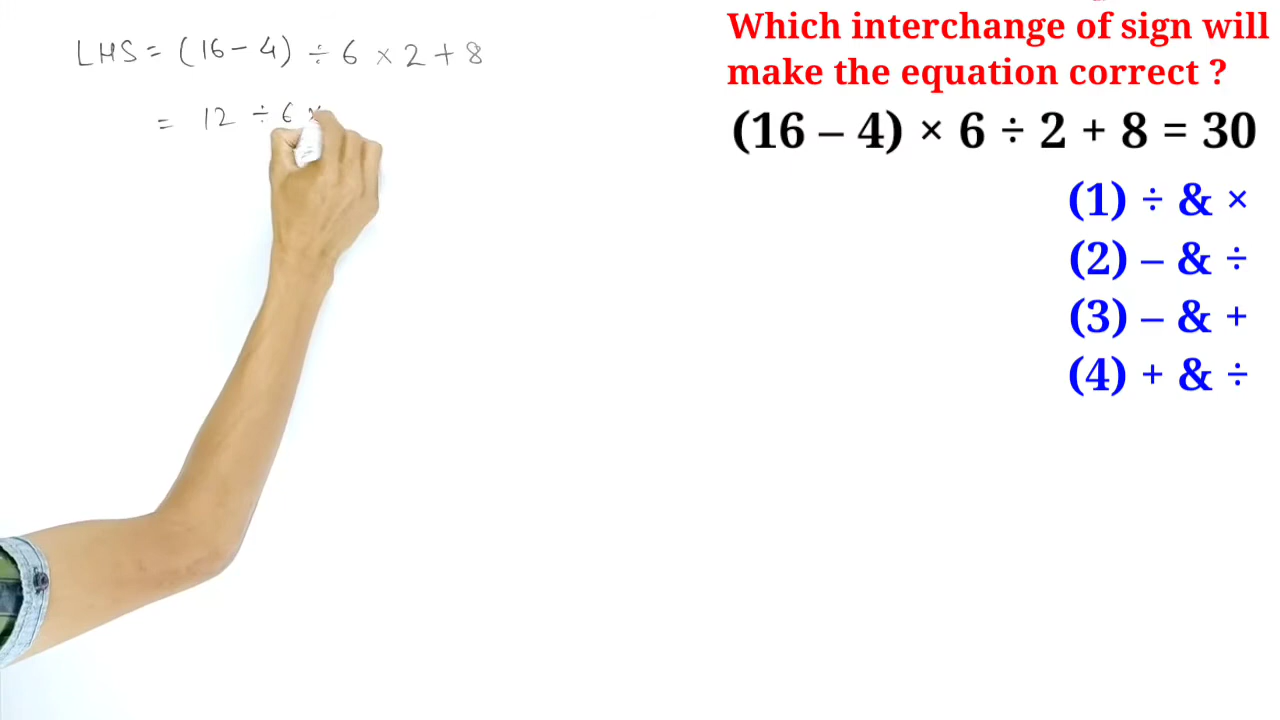 LHS = (16 - 4) ÷ 6 × 2 + 8
= 12 ÷ 6 ×
Which interchange of sign will
make the equation correct ?
(16 – 4) × 6 ÷ 2 + 8 = 30
(1) ÷ & ×
(2) – & ÷
(3) – & +
(4) + & ÷